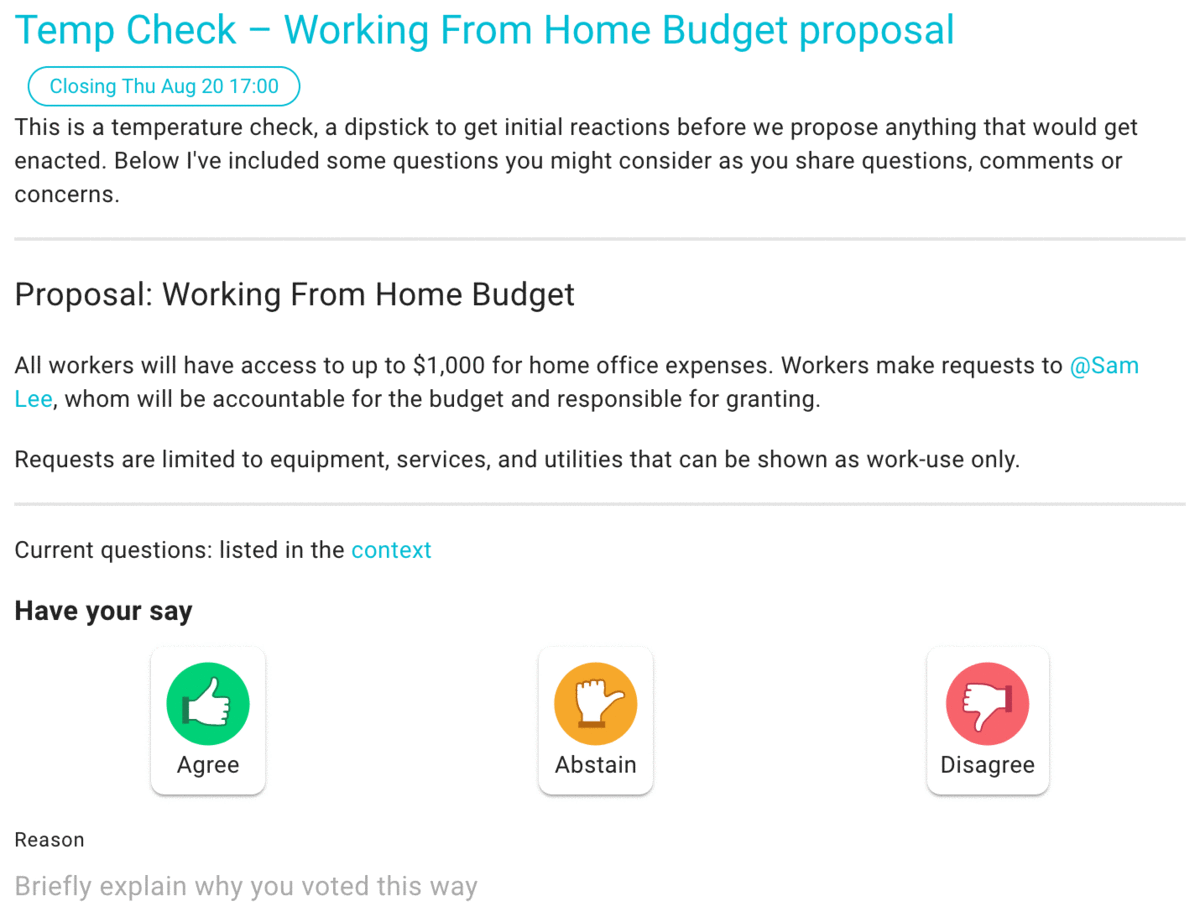 Temp Check – Working From Home Budget proposal
Closing Thu Aug 20 17:00
This is a temperature check, a dipstick to get initial reactions before we propose anything that would get
enacted. Below I've included some questions you might consider as you share questions, comments or
concerns.
Proposal: Working From Home Budget
All workers will have access to up to $1,000 for home office expenses. Workers make requests to @Sam
Lee, whom will be accountable for the budget and responsible for granting.
Requests are limited to equipment, services, and utilities that can be shown as work-use only.
Current questions: listed in the context
Have your say
Agree
Abstain
Disagree
Reason
Briefly explain why you voted this way